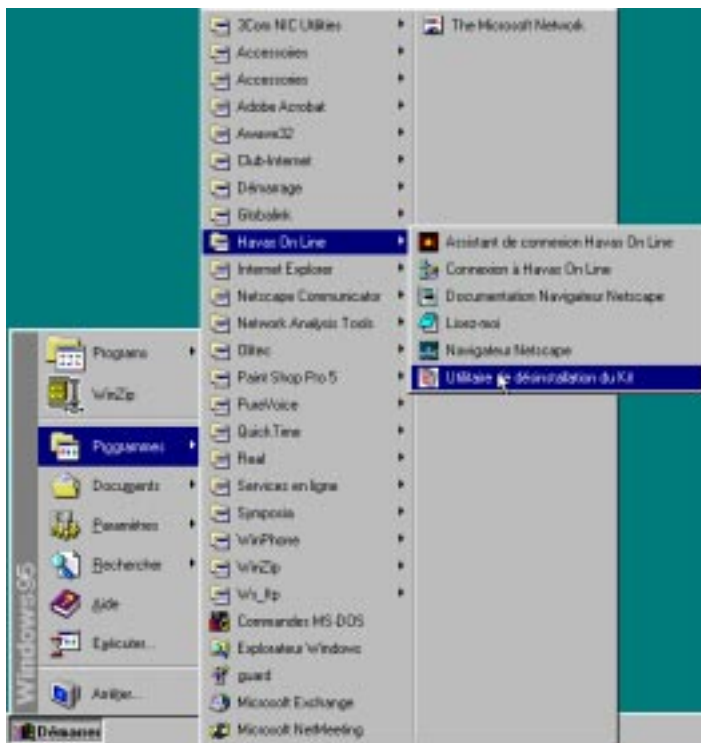 3Com NIC Utilities
Accessoires
Accessories
Adobe Acrobat
Awave32
Club-Internet
Démarrage
Globalink
Havas On Line
Internet Explorer
Netscape Communicator
Network Analysis Tools
Olitec
Paint Shop Pro 5
PureVoice
QuickTime
Real
Services en ligne
Symposia
WinPhone
WinZip
Ws_ftp
Commandes MS-DOS
Explorateur Windows
guard
Microsoft Exchange
Microsoft NetMeeting
The Microsoft Network
Assistant de connexion Havas On Line
Connexion à Havas On Line
Documentation Navigateur Netscape
Lisez-moi
Navigateur Netscape
Utilitaire de désinstallation du Kit
Programs
WinZip
Programmes
Documents
Paramètres
Rechercher
Aide
Exécuter...
Arrêter...
Windows95
Démarrer